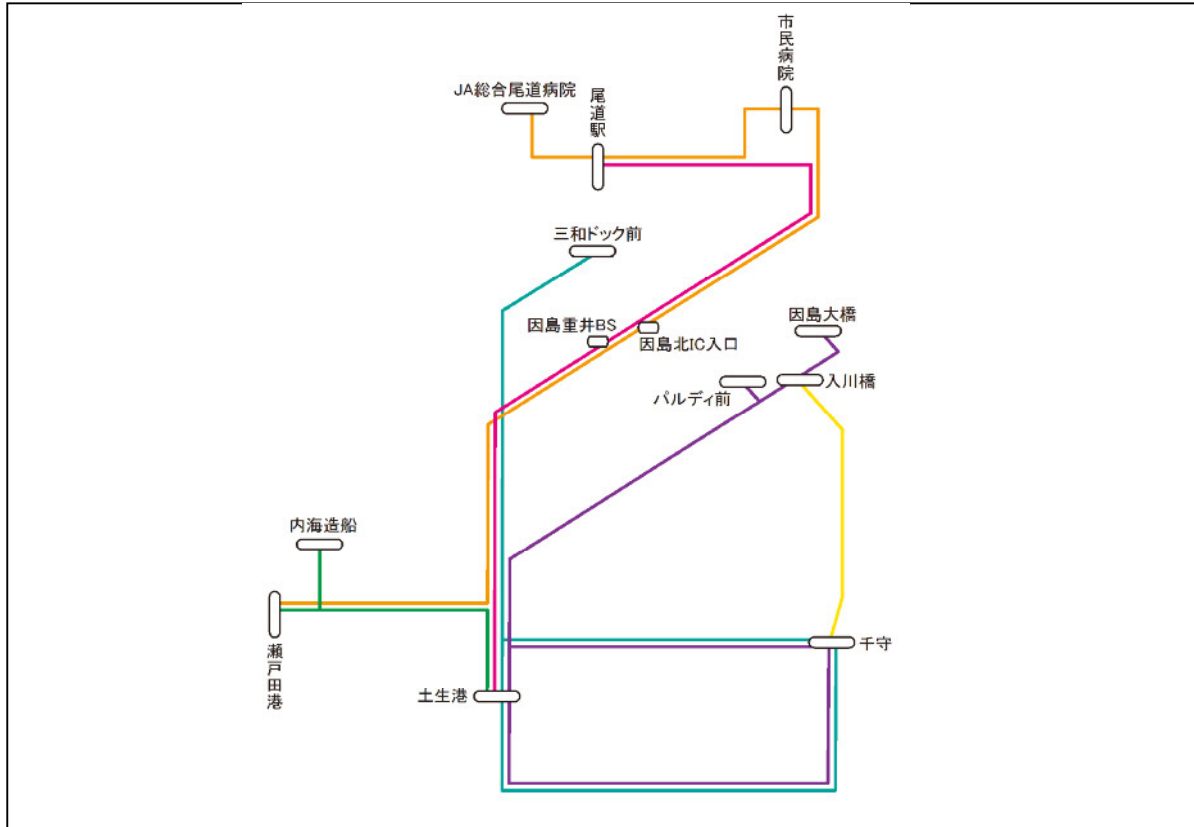 市民病院
JA総合尾道病院
尾道駅
三和ドック前
因島重井BS
因島北IC入口
因島大橋
入川橋
パルディ前
内海造船
瀬戸田港
土生港
千守